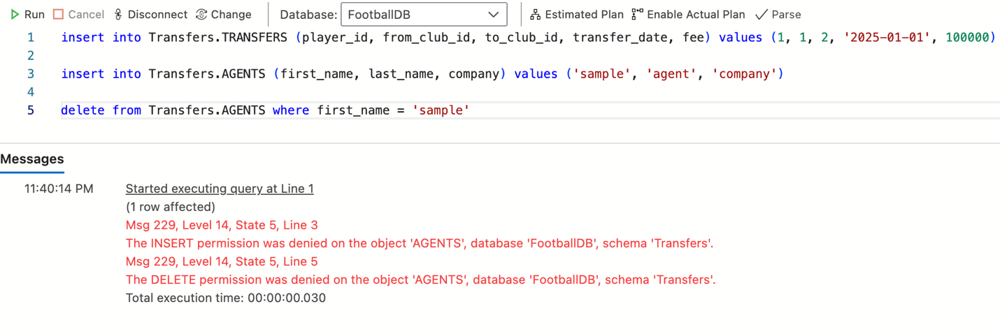 Run Cancel Disconnect Change Database: FootballDB Estimated Plan Enable Actual Plan Parse
1 insert into Transfers.TRANSFERS (player_id, from_club_id, to_club_id, transfer_date, fee) values (1, 1, 2, '2025-01-01', 100000)
2
3 insert into Transfers.AGENTS (first_name, last_name, company) values ('sample', 'agent', 'company')
4
5 delete from Transfers.AGENTS where first_name = 'sample'
Messages
11:40:14 PM Started executing query at Line 1
(1 row affected)
Msg 229, Level 14, State 5, Line 3
The INSERT permission was denied on the object 'AGENTS', database 'FootballDB', schema 'Transfers'.
Msg 229, Level 14, State 5, Line 5
The DELETE permission was denied on the object 'AGENTS', database 'FootballDB', schema 'Transfers'.
Total execution time: 00:00:00.030